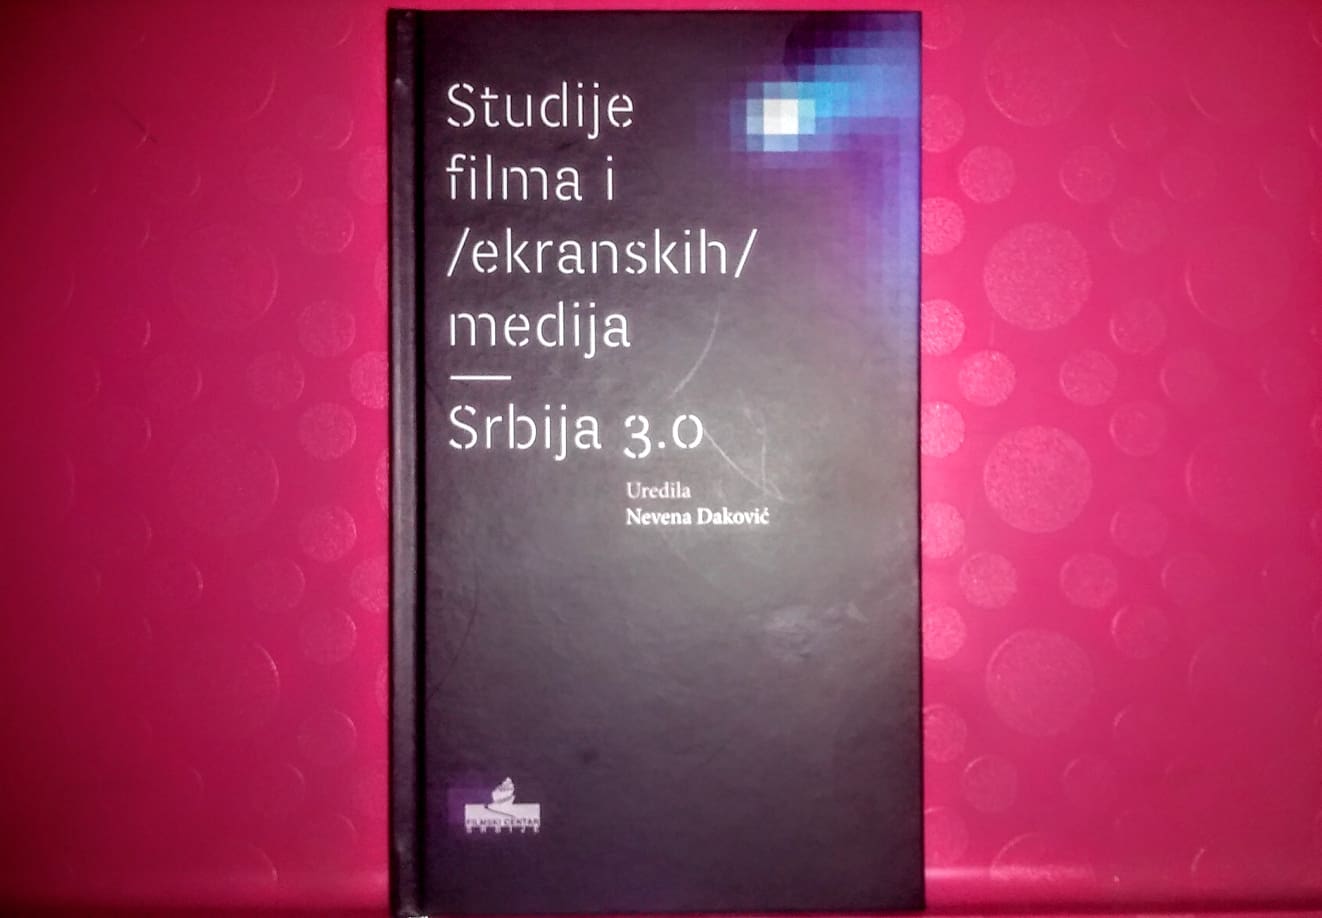 Studije
filma i
/ekranskih/
medija
Srbija 3.0
Uredila
Nevena Daković
FILMSKI CENTAR
SRBIJE